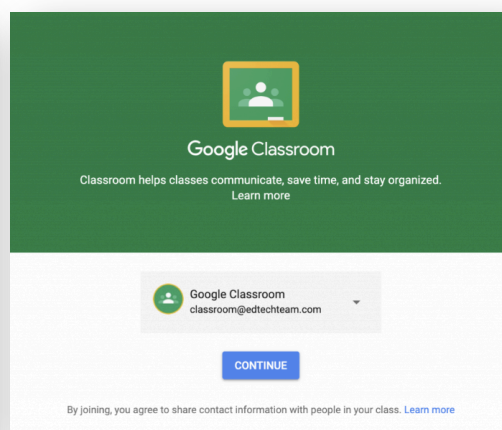 Google Classroom
Classroom helps classes communicate, save time, and stay organized.
Learn more
Google Classroom
classroom@edtechteam.com
CONTINUE
By joining, you agree to share contact information with people in your class. Learn more